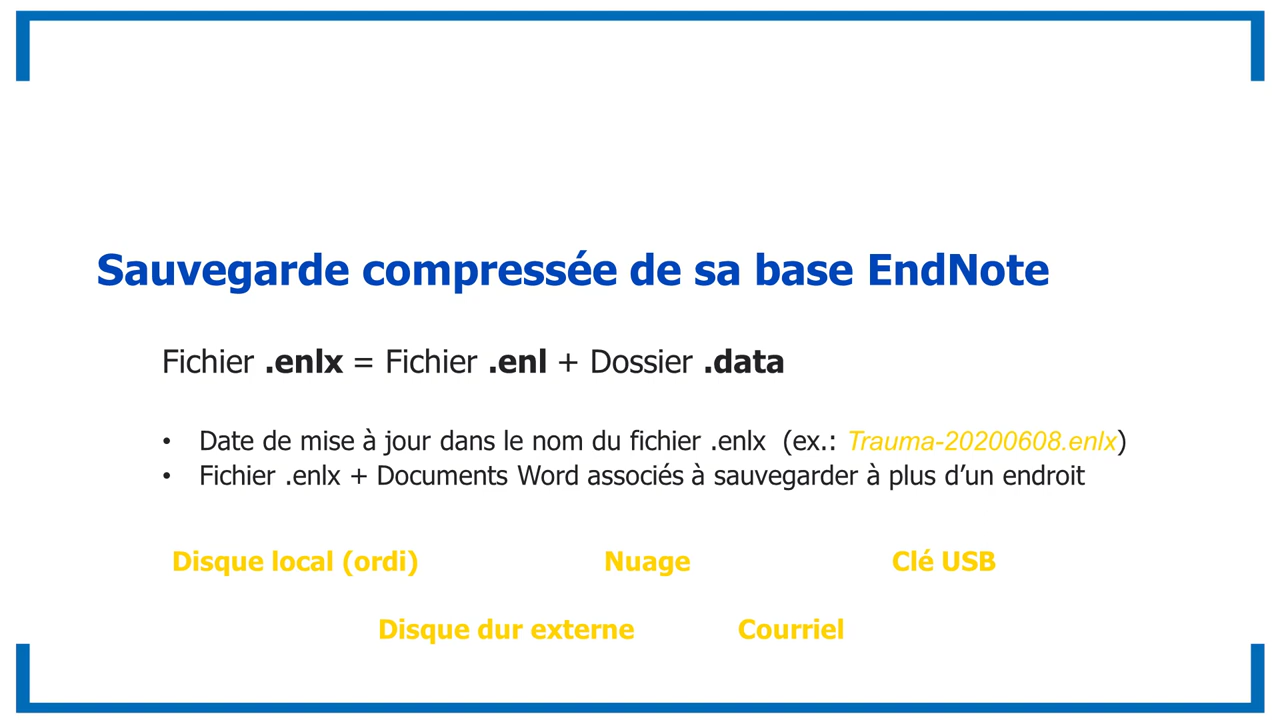 Sauvegarde compressée de sa base EndNote
Fichier .enlx = Fichier .enl + Dossier .data
• Date de mise à jour dans le nom du fichier .enlx (ex.: Trauma-20200608.enlx)
• Fichier .enlx + Documents Word associés à sauvegarder à plus d’un endroit
Disque local (ordi) Nuage Clé USB
Disque dur externe Courriel